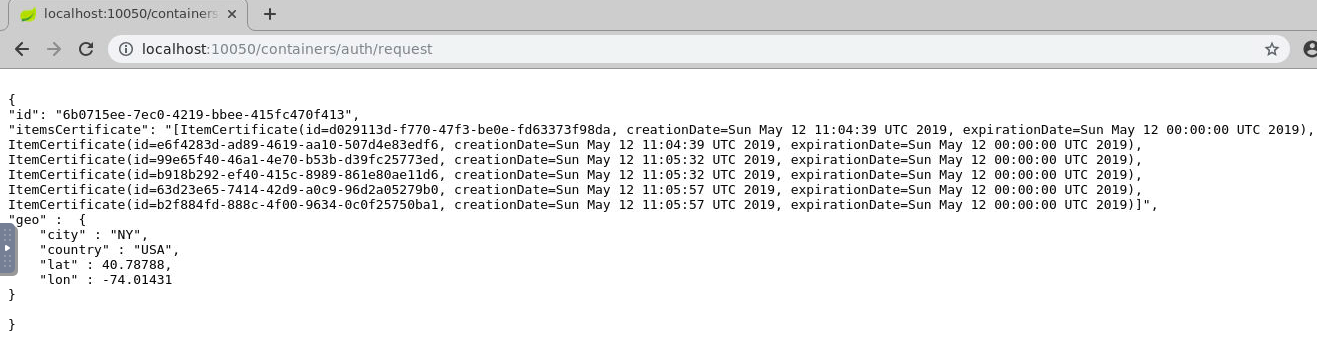 localhost:10050/containers
localhost:10050/containers/auth/request
{
"id": "6b0715ee-7ec0-4219-bbee-415fc470f413",
"itemsCertificate": "[ItemCertificate(id=d029113d-f770-47f3-be0e-fd63373f98da, creationDate=Sun May 12 11:04:39 UTC 2019, expirationDate=Sun May 12 00:00:00 UTC 2019),
ItemCertificate(id=e6f4283d-ad89-4619-aa10-507d4e83edf6, creationDate=Sun May 12 11:04:39 UTC 2019, expirationDate=Sun May 12 00:00:00 UTC 2019),
ItemCertificate(id=99e65f40-46a1-4e70-b53b-d39fc25773ed, creationDate=Sun May 12 11:05:32 UTC 2019, expirationDate=Sun May 12 00:00:00 UTC 2019),
ItemCertificate(id=b918b292-ef40-415c-8989-861e80ae11d6, creationDate=Sun May 12 11:05:32 UTC 2019, expirationDate=Sun May 12 00:00:00 UTC 2019),
ItemCertificate(id=63d23e65-7414-42d9-a0c9-96d2a05279b0, creationDate=Sun May 12 11:05:57 UTC 2019, expirationDate=Sun May 12 00:00:00 UTC 2019),
ItemCertificate(id=b2f884fd-888c-4f00-9634-0c0f25750ba1, creationDate=Sun May 12 11:05:57 UTC 2019, expirationDate=Sun May 12 00:00:00 UTC 2019)]",
"geo" :  {
    "city" : "NY",
    "country" : "USA",
    "lat" : 40.78788,
    "lon" : -74.01431
}
}